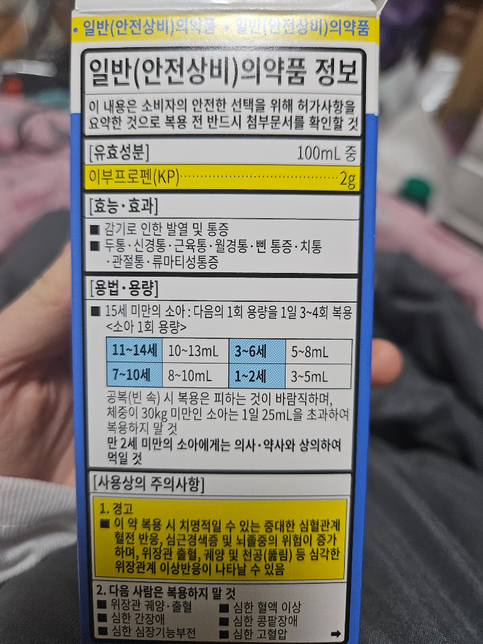 • 일반(안전상비)의약품 • 일반(안전상비)의약품
일반(안전상비)의약품 정보
이 내용은 소비자의 안전한 선택을 위해 허가사항을
요약한 것으로 복용 전 반드시 첨부문서를 확인할 것
[유효성분] 100mL 중
이부프로펜(KP)·····································2g
[효능·효과]
■ 감기로 인한 발열 및 통증
■ 두통·신경통·근육통·월경통·삔 통증·치통
·관절통·류마티성통증
[용법·용량]
■ 15세 미만의 소아 : 다음의 1회 용량을 1일 3~4회 복용
<소아 1회 용량>
11~14세 10~13mL 3~6세 5~8mL
7~10세 8~10mL 1~2세 3~5mL
공복(빈 속) 시 복용은 피하는 것이 바람직하며,
체중이 30kg 미만인 소아는 1일 25mL을 초과하여
복용하지 말 것
만 2세 미만의 소아에게는 의사·약사와 상의하여
먹일 것
[사용상의 주의사항]
1. 경고
■ 이 약 복용 시 치명적일 수 있는 중대한 심혈관계
혈전 반응, 심근경색증 및 뇌졸중의 위험이 증가
하며, 위장관 출혈, 궤양 및 천공(뚫림) 등 심각한
위장관계 이상반응이 나타날 수 있음
2. 다음 사람은 복용하지 말 것
■ 위장관 궤양·출혈 ■ 심한 혈액 이상
■ 심한 간장애 ■ 심한 콩팥장애
■ 심한 심장기능부전 ■ 심한 고혈압 ➡